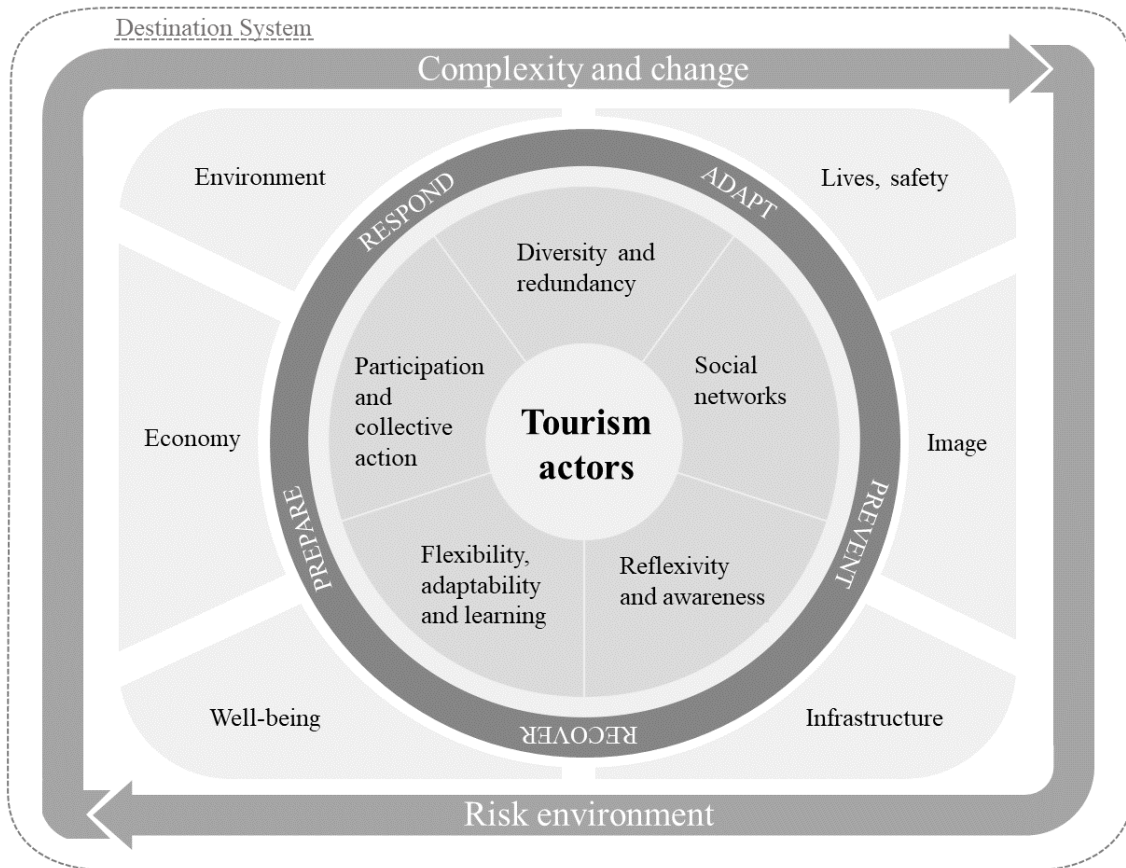 Destination System
Complexity and change
Environment
Lives, safety
RESPOND
ADAPT
Diversity and
redundancy
Participation
and
collective
action
Social
networks
Tourism
actors
Economy
Image
PREPARE
PREVENT
Flexibility,
adaptability
and learning
Reflexivity
and awareness
Well-being
RECOVER
Infrastructure
Risk environment